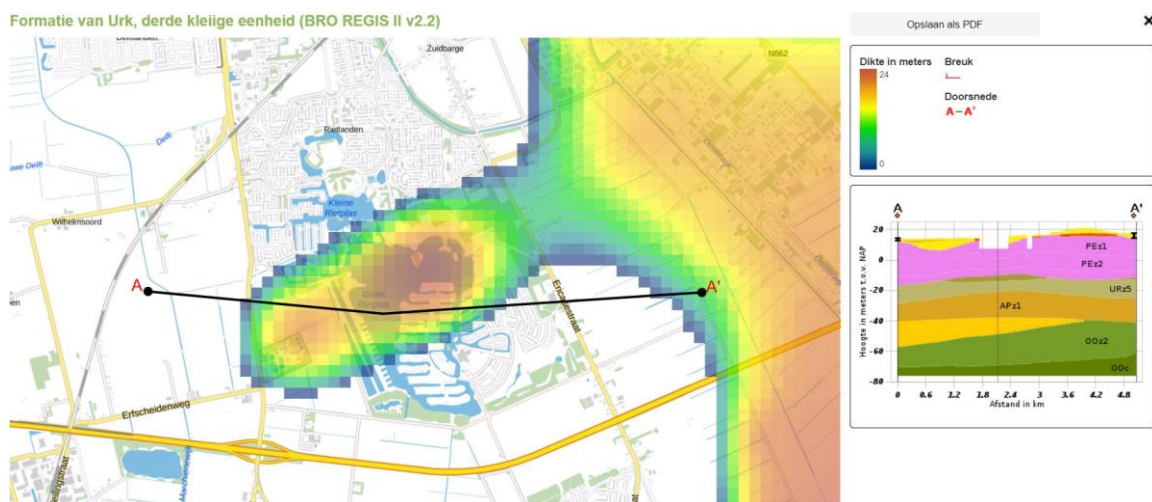 Formatie van Urk, derde kleiige eenheid (BRO REGIS II v2.2)
Opslaan als PDF
×
Zuidbarge
N862
Delft
Rietlanden
Kleine
Rietplas
Wilhelmsoord
A
A'
Grote
Rietplas
Ericasestraat
Erfscheidenweg
Dikte in meters
24
0
Breuk
Doorsnede
A–A'
A
A'
Hoogte in meters t.o.v. NAP
20
0
-20
-40
-60
-80
PEz1
PEz2
URz5
APz1
OOz2
OOc
0
0.6
1.2
1.8
2.4
3
3.6
4.2
4.8
Afstand in km